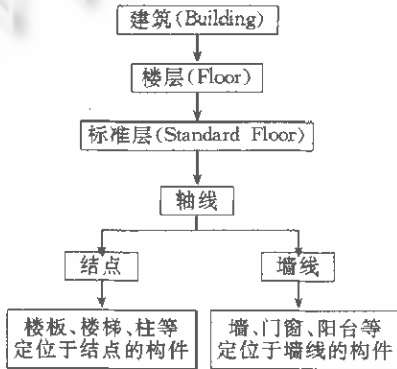 建筑(Building)
楼层(Floor)
标准层(Standard Floor)
轴线
结点
墙线
楼板、楼梯、柱等
定位于结点的构件
墙、门窗、阳台等
定位于墙线的构件